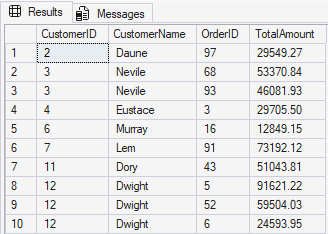 Results Messages
CustomerID CustomerName OrderID TotalAmount
1 2 Daune 97 29549.27
2 3 Nevile 68 53370.84
3 3 Nevile 93 46081.93
4 4 Eustace 3 29705.50
5 6 Murray 16 12849.15
6 7 Lem 91 73192.12
7 11 Dory 43 51043.81
8 12 Dwight 5 91621.22
9 12 Dwight 52 59504.03
10 12 Dwight 6 24593.95